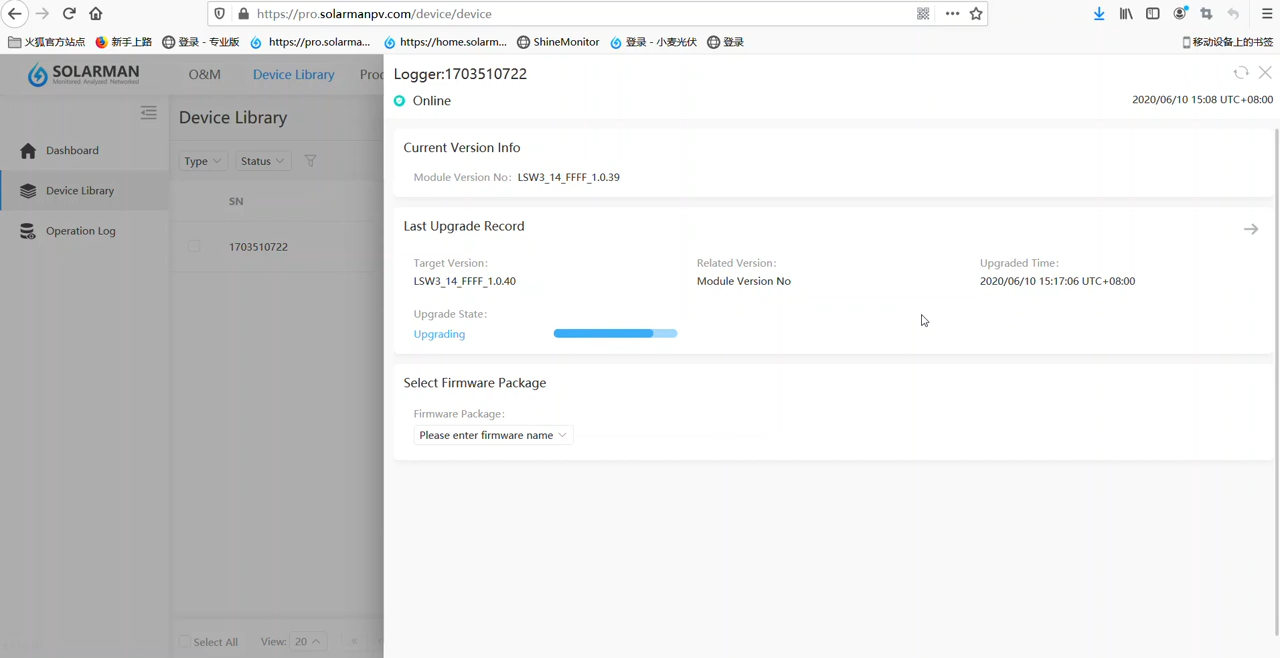 https://pro.solarmanpv.com/device/device
火狐官方站点 新手上路 登录 - 专业版 https://pro.solarma... https://home.solarm... ShineMonitor 登录 - 小麦光伏 登录 移动设备上的书签
SOLARMAN
Monitored Analyzed Networked
O&M Device Library Proc
Logger:1703510722
Online
2020/06/10 15:08 UTC+08:00
Dashboard
Device Library
Operation Log
Device Library
Type Status
SN
1703510722
Select All View: 20
Current Version Info
Module Version No: LSW3_14_FFFF_1.0.39
Last Upgrade Record
Target Version: Related Version: Upgraded Time:
LSW3_14_FFFF_1.0.40 Module Version No 2020/06/10 15:17:06 UTC+08:00
Upgrade State:
Upgrading
Select Firmware Package
Firmware Package:
Please enter firmware name